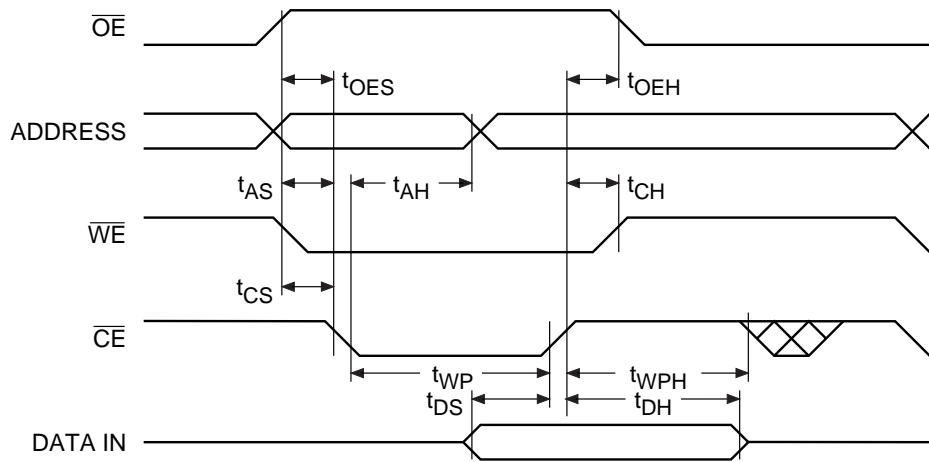 OE
tOES
tOEH
ADDRESS
tAS
tAH
tCH
WE
tCS
CE
tWP
tWPH
tDS
tDH
DATA IN